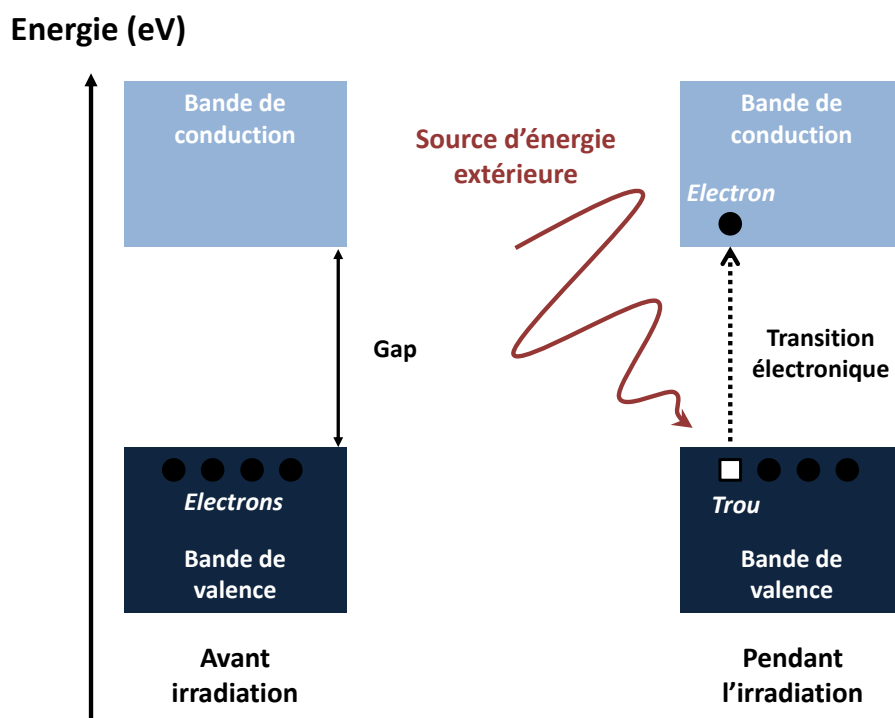 Energie (eV)
Bande de
conduction
Source d’énergie
extérieure
Bande de
conduction
Electron
Gap
Transition
électronique
Electrons
Bande de
valence
Trou
Bande de
valence
Avant
irradiation
Pendant
l’irradiation